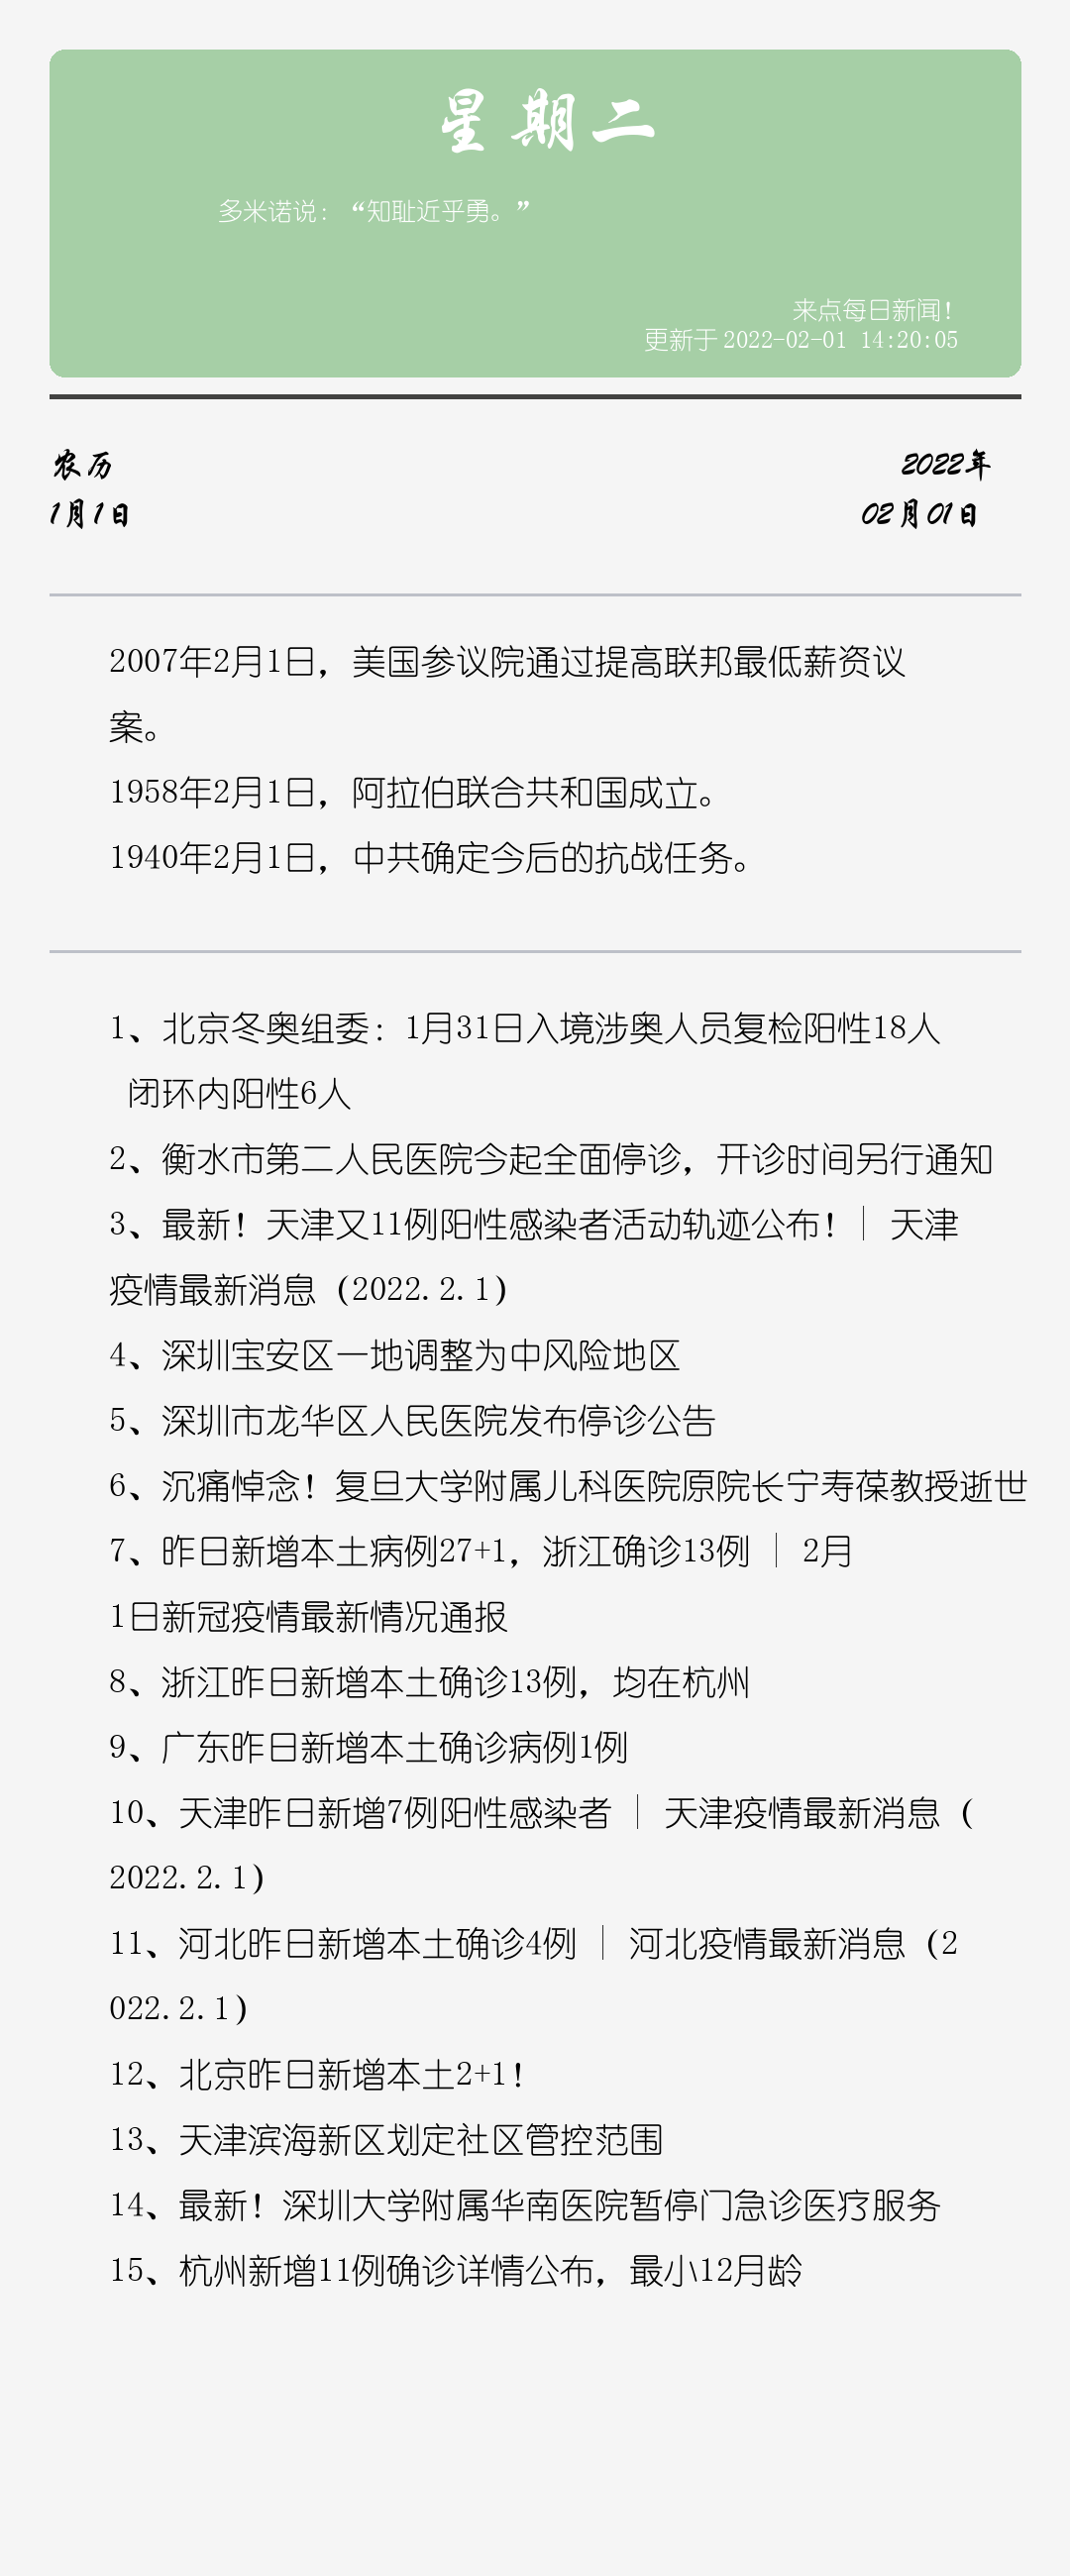 星期二
多米诺说：“知耻近乎勇。”
来点每日新闻！
更新于2022-02-01 14:20:05
农历
2022年
1月1日
02月01日
2007年2月1日，美国参议院通过提高联邦最低薪资议
案。
1958年2月1日，阿拉伯联合共和国成立。
1940年2月1日，中共确定今后的抗战任务。
1、北京冬奥组委：1月31日入境涉奥人员复检阳性18人
闭环内阳性6人
2、衡水市第二人民医院今起全面停诊，开诊时间另行通知
3、最新！天津又11例阳性感染者活动轨迹公布！｜ 天津
疫情最新消息（2022.2.1）
4、深圳宝安区一地调整为中风险地区
5、深圳市龙华区人民医院发布停诊公告
6、沉痛悼念！复旦大学附属儿科医院原院长宁寿葆教授逝世
7、昨日新增本土病例27+1，浙江确诊13例 ｜ 2月
1日新冠疫情最新情况通报
8、浙江昨日新增本土确诊13例，均在杭州
9、广东昨日新增本土确诊病例1例
10、天津昨日新增7例阳性感染者 ｜ 天津疫情最新消息（
2022.2.1）
11、河北昨日新增本土确诊4例 ｜ 河北疫情最新消息（2
022.2.1）
12、北京昨日新增本土2+1！
13、天津滨海新区划定社区管控范围
14、最新！深圳大学附属华南医院暂停门急诊医疗服务
15、杭州新增11例确诊详情公布，最小12月龄